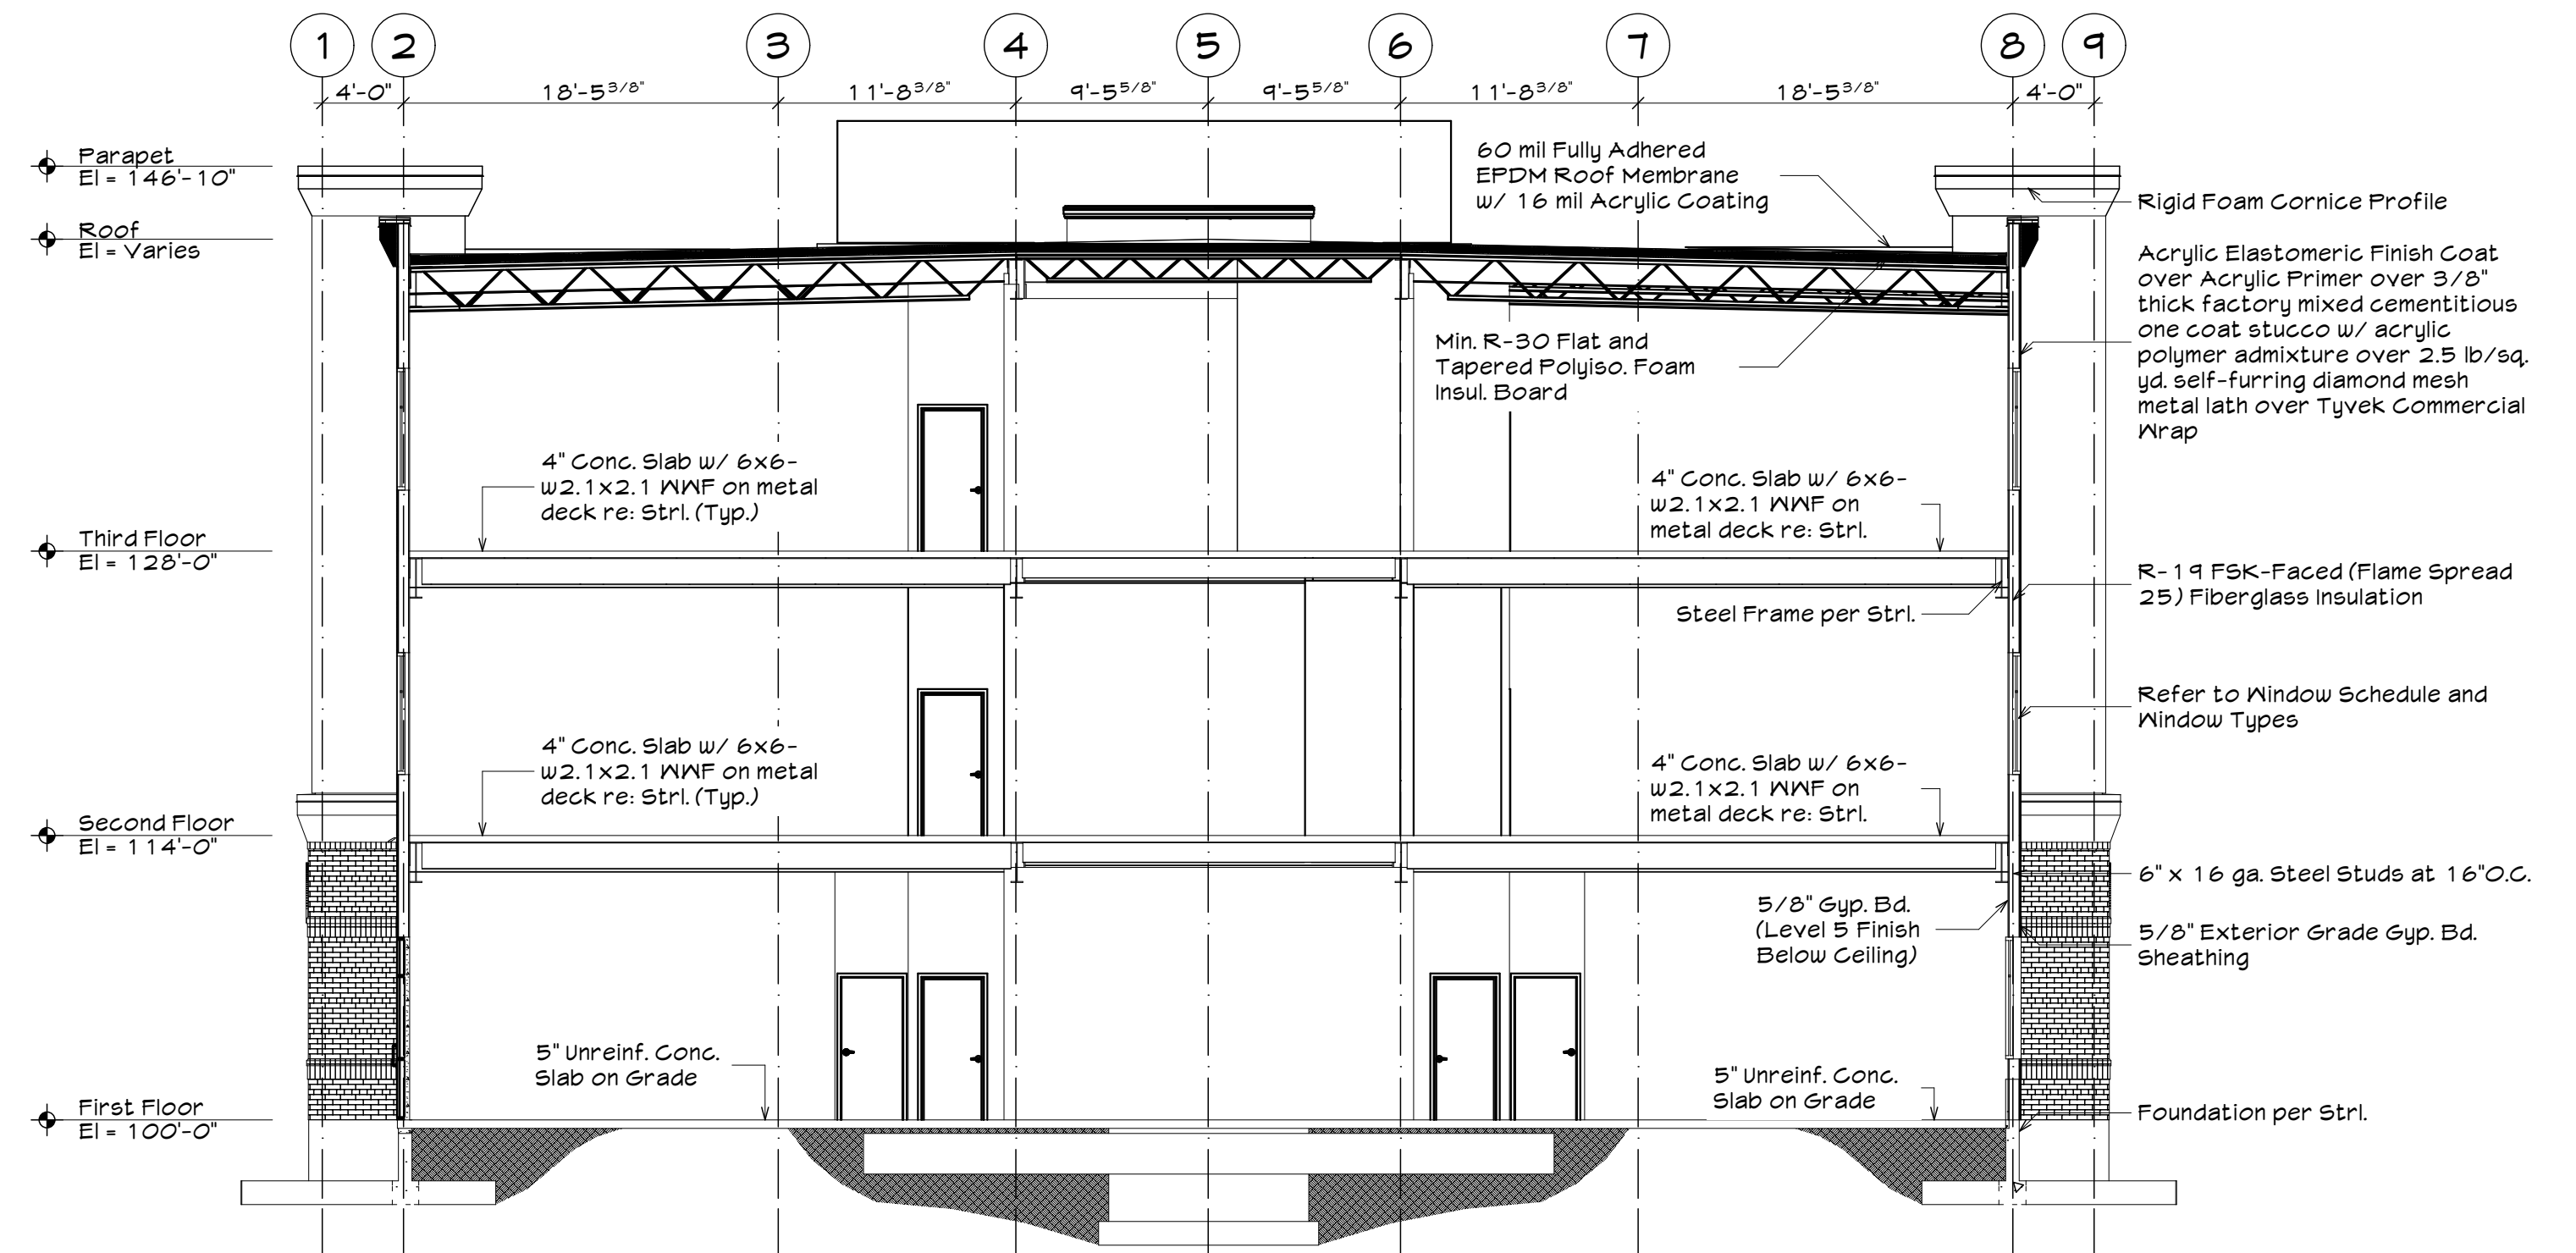 1 2 3 4 5 6 7 8 9
4'-0" 18'-5 3/8" 11'-8 3/8" 9'-5 5/8" 9'-5 5/8" 11'-8 3/8" 18'-5 3/8" 4'-0"
Parapet
El = 146'-10"
Roof
El = Varies
Third Floor
El = 128'-0"
Second Floor
El = 114'-0"
First Floor
El = 100'-0"
4" Conc. Slab w/ 6x6-
w2.1x2.1 WWF on metal
deck re: Strl. (Typ.)
4" Conc. Slab w/ 6x6-
w2.1x2.1 WWF on metal
deck re: Strl. (Typ.)
5" Unreinf. Conc.
Slab on Grade
60 mil Fully Adhered
EPDM Roof Membrane
w/ 16 mil Acrylic Coating
Min. R-30 Flat and
Tapered Polyiso. Foam
Insul. Board
4" Conc. Slab w/ 6x6-
w2.1x2.1 WWF on
metal deck re: Strl.
Steel Frame per Strl.
4" Conc. Slab w/ 6x6-
w2.1x2.1 WWF on
metal deck re: Strl.
5/8" Gyp. Bd.
(Level 5 Finish
Below Ceiling)
5" Unreinf. Conc.
Slab on Grade
Rigid Foam Cornice Profile
Acrylic Elastomeric Finish Coat
over Acrylic Primer over 3/8"
thick factory mixed cementitious
one coat stucco w/ acrylic
polymer admixture over 2.5 lb/sq.
yd. self-furring diamond mesh
metal lath over Tyvek Commercial
Wrap
R-19 FSK-Faced (Flame Spread
25) Fiberglass Insulation
Refer to Window Schedule and
Window Types
6" x 16 ga. Steel Studs at 16"O.C.
5/8" Exterior Grade Gyp. Bd.
Sheathing
Foundation per Strl.